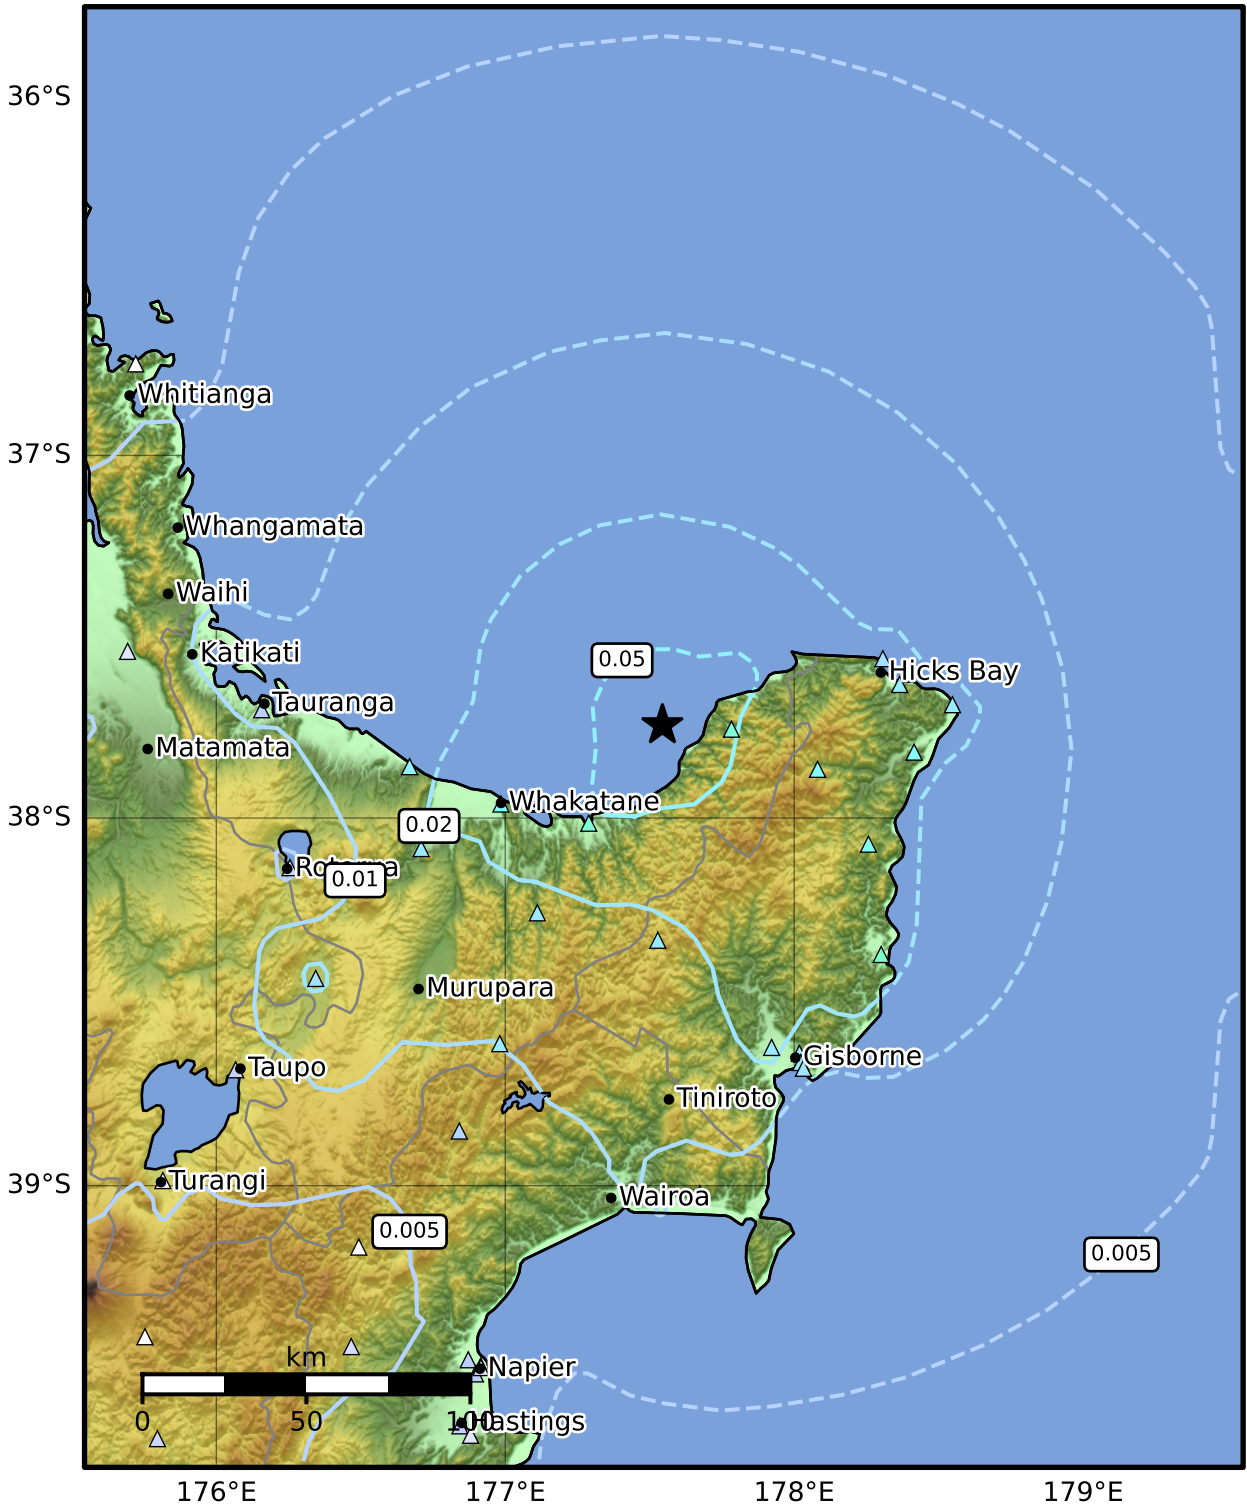 36°S
Whitianga
37°S
Whangamata
Waihi
Katikati
0.05
Hicks Bay
Tauranga
Matamata
Whakatane
38°S
0.02
0.01
Murupara
Gisborne
Taupo
Tiniroto
Turangi
39°S
Wairoa
0.005
0.005
km
Napier
0
50
100
Hastings
176°E
177°E
178°E
179°E